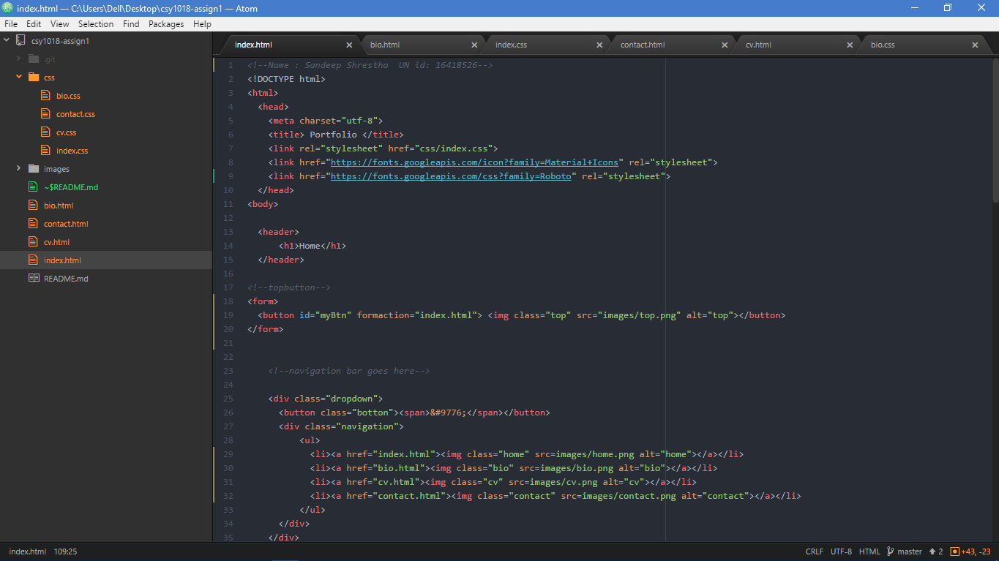 index.html — C:\Users\Dell\Desktop\csy1018-assign1 — Atom
File Edit View Selection Find Packages Help
csy1018-assign1
.git
css
bio.css
contact.css
cv.css
index.css
images
~$README.md
bio.html
contact.html
cv.html
index.html
README.md
index.html bio.html index.css contact.html cv.html bio.css
1 <!--Name : Sandeep Shrestha  UN id: 16418526-->
2 <!DOCTYPE html>
3 <html>
4 <head>
5 <meta charset="utf-8">
6 <title> Portfolio </title>
7 <link rel="stylesheet" href="css/index.css">
8 <link href="https://fonts.googleapis.com/icon?family=Material+Icons" rel="stylesheet">
9 <link href="https://fonts.googleapis.com/css?family=Roboto" rel="stylesheet">
10 </head>
11 <body>
12
13 <header>
14 <h1>Home</h1>
15 </header>
16
17 <!--topbutton-->
18 <form>
19 <button id="myBtn" formaction="index.html"> <img class="top" src="images/top.png" alt="top"></button>
20 </form>
21
22
23 <!--navigation bar goes here-->
24
25 <div class="dropdown">
26 <button class="botton"><span>&#9776;</span></button>
27 <div class="navigation">
28 <ul>
29 <li><a href="index.html"><img class="home" src=images/home.png alt="home"></a></li>
30 <li><a href="bio.html"><img class="bio" src=images/bio.png alt="bio"></a></li>
31 <li><a href="cv.html"><img class="cv" src=images/cv.png alt="cv"></a></li>
32 <li><a href="contact.html"><img class="contact" src=images/contact.png alt="contact"></a></li>
33 </ul>
34 </div>
35 </div>
index.html 109:25 CRLF UTF-8 HTML master 2 +43, -23